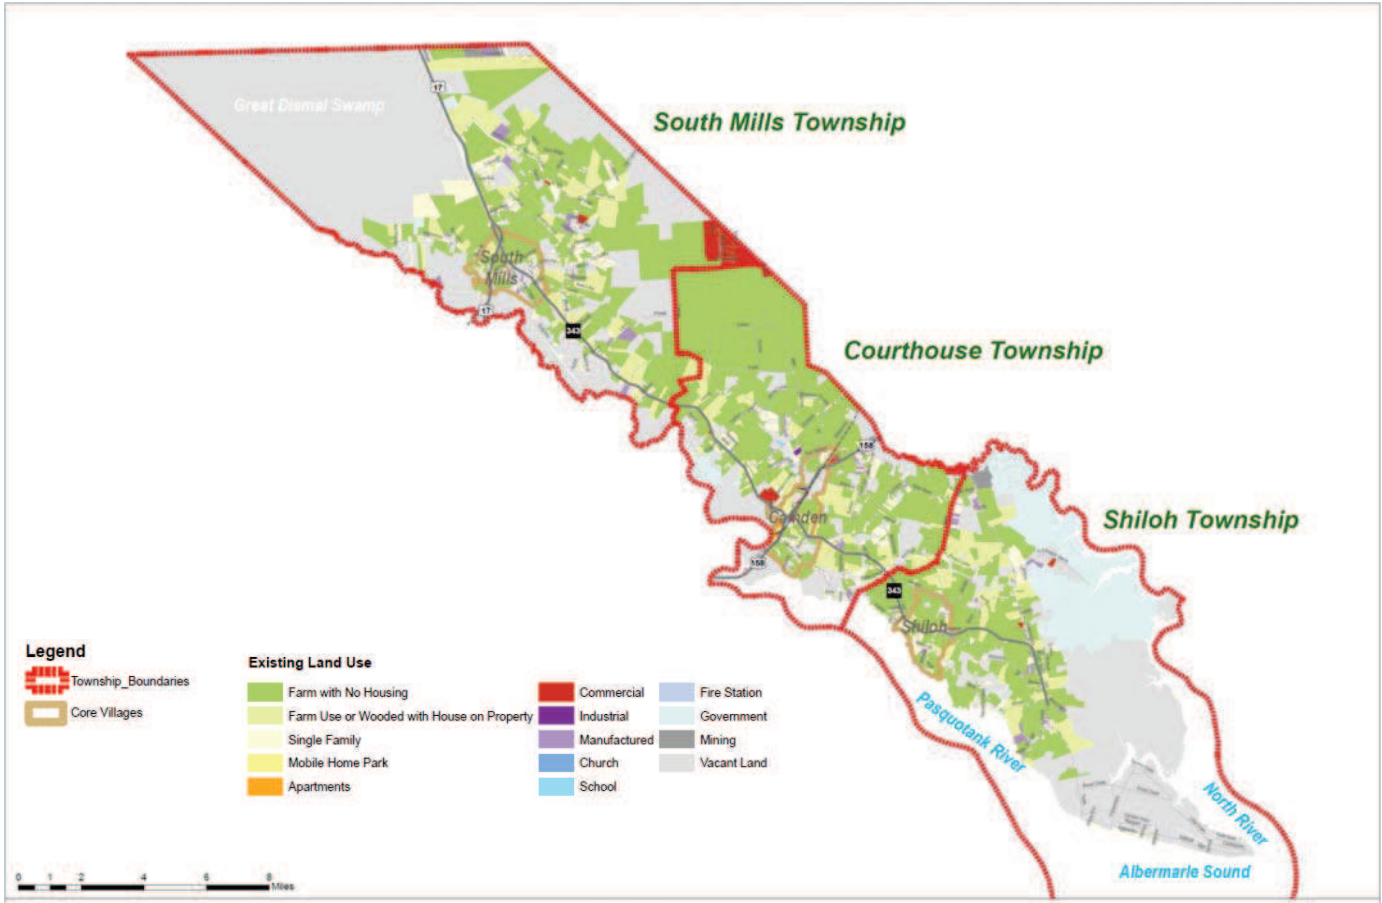 Great Dismal Swamp
17
South Mills Township
South
Mills
17
343
Courthouse Township
158
Camden
158
Shiloh Township
343
Shiloh
Pasquotank River
North River
Albermarle Sound
Legend
Township_Boundaries
Core Villages
Existing Land Use
Farm with No Housing
Farm Use or Wooded with House on Property
Single Family
Mobile Home Park
Apartments
Commercial
Industrial
Manufactured
Church
School
Fire Station
Government
Mining
Vacant Land
0 1 2 4 6 8
Miles